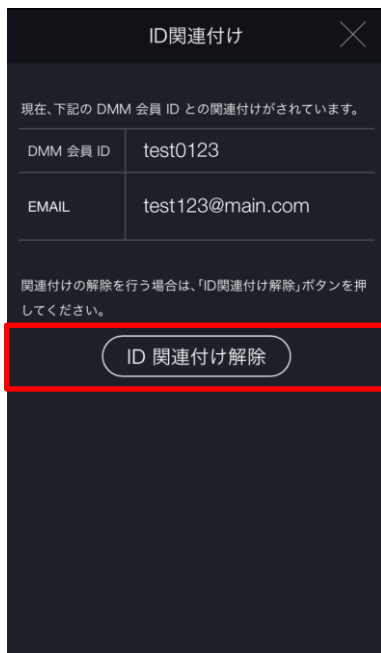 ID関連付け
現在、下記の DMM 会員 ID との関連付けがされています。
DMM 会員 ID test0123
EMAIL test123@main.com
関連付けの解除を行う場合は、「ID関連付け解除」ボタンを押
してください。
ID 関連付け解除